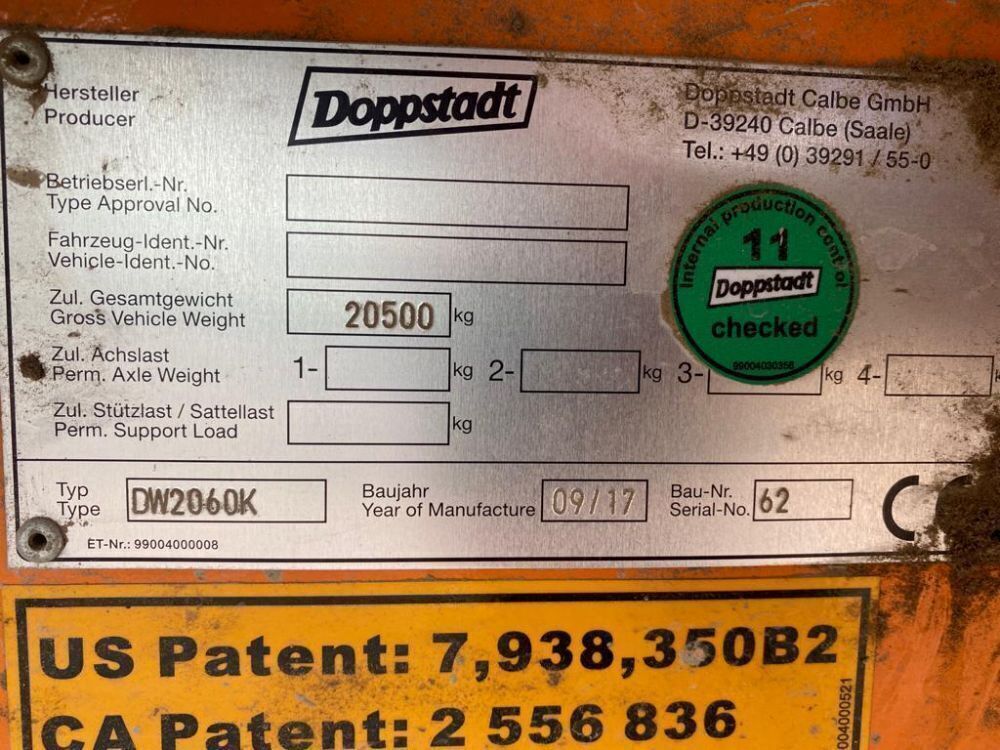 Hersteller
Producer
Doppstadt
Doppstadt Calbe GmbH
D-39240 Calbe (Saale)
Tel.: +49 (0) 39291 / 55-0
Betriebserl.-Nr.
Type Approval No.
Fahrzeug-Ident.-Nr.
Vehicle-Ident.-No.
Internal production control
11
Doppstadt
checked
99004030356
Zul. Gesamtgewicht
Gross Vehicle Weight
20500 kg
Zul. Achslast
Perm. Axle Weight
1- kg 2- kg 3- kg 4- k
Zul. Stützlast / Sattellast
Perm. Support Load
kg
Typ
Type
DW2060K
Baujahr
Year of Manufacture
09/17
Bau-Nr.
Serial-No.
62
CE
ET-Nr.: 99004000008
US Patent: 7,938,350B2
CA Patent: 2 556 836
004000521